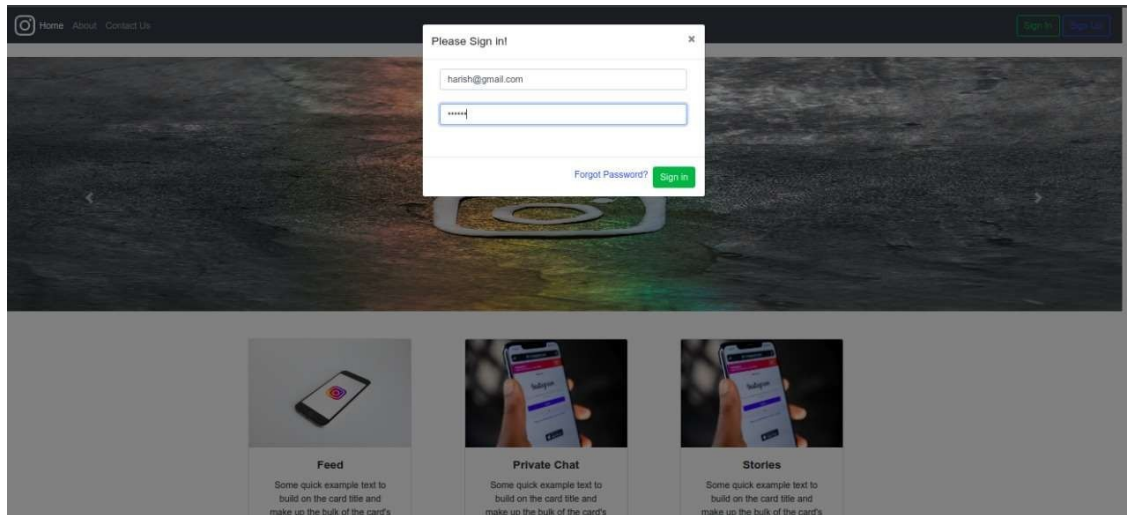 Home About Contact Us
Sign In Sign Up
Please Sign in!
×
harish@gmail.com
******
Forgot Password? Sign in
Instagram
Instagram
Feed
Private Chat
Stories
Some quick example text to
build on the card title and
make up the bulk of the card's
Some quick example text to
build on the card title and
make up the bulk of the card's
Some quick example text to
build on the card title and
make up the bulk of the card's